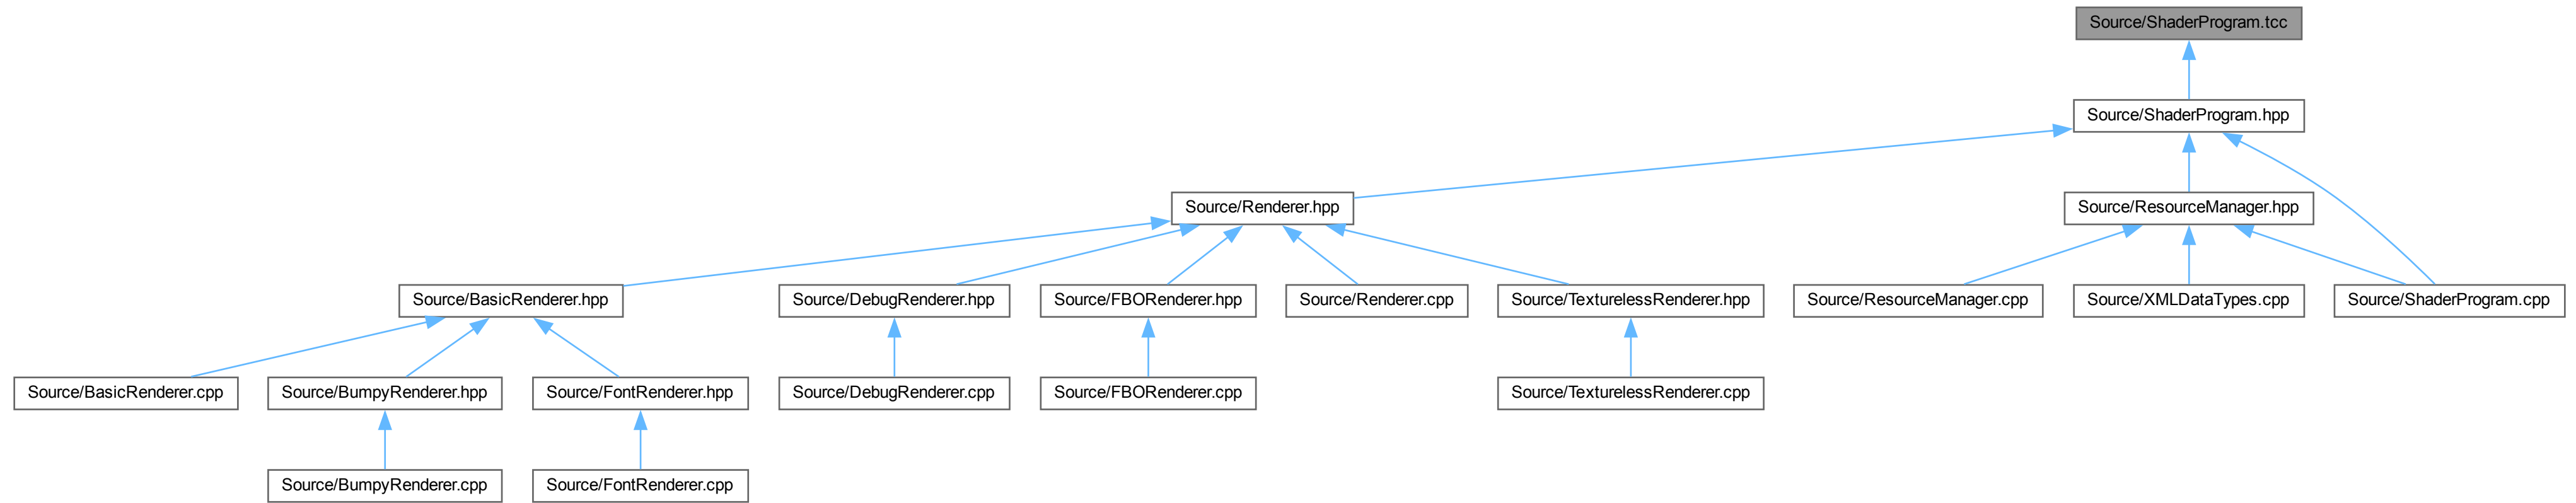 Source/ShaderProgram.tcc
Source/ShaderProgram.hpp
Source/Renderer.hpp
Source/ResourceManager.hpp
Source/BasicRenderer.hpp
Source/DebugRenderer.hpp
Source/FBORenderer.hpp
Source/Renderer.cpp
Source/TexturelessRenderer.hpp
Source/ResourceManager.cpp
Source/XMLDataTypes.cpp
Source/ShaderProgram.cpp
Source/BasicRenderer.cpp
Source/BumpyRenderer.hpp
Source/FontRenderer.hpp
Source/DebugRenderer.cpp
Source/FBORenderer.cpp
Source/TexturelessRenderer.cpp
Source/BumpyRenderer.cpp
Source/FontRenderer.cpp